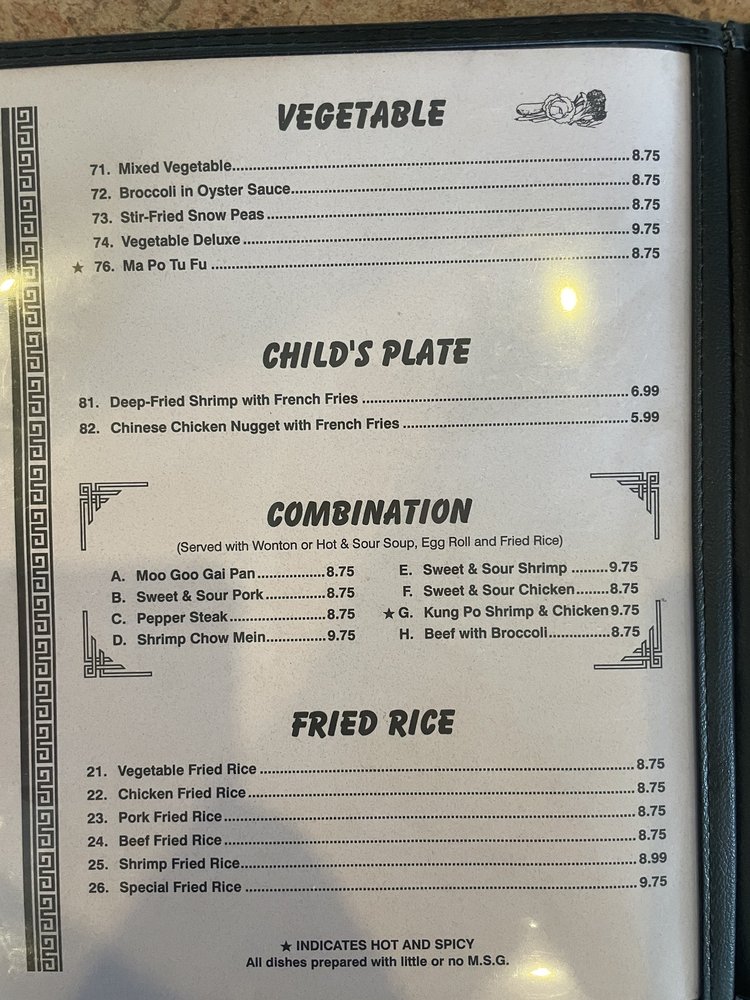 VEGETABLE
71. Mixed Vegetable 8.75
72. Broccoli in Oyster Sauce 8.75
73. Stir-Fried Snow Peas 8.75
74. Vegetable Deluxe 9.75
★ 76. Ma Po Tu Fu 8.75
CHILD'S PLATE
81. Deep-Fried Shrimp with French Fries 6.99
82. Chinese Chicken Nugget with French Fries 5.99
COMBINATION
(Served with Wonton or Hot & Sour Soup, Egg Roll and Fried Rice)
A. Moo Goo Gai Pan 8.75
B. Sweet & Sour Pork 8.75
C. Pepper Steak 8.75
D. Shrimp Chow Mein 9.75
E. Sweet & Sour Shrimp 9.75
F. Sweet & Sour Chicken 8.75
★ G. Kung Po Shrimp & Chicken 9.75
H. Beef with Broccoli 8.75
FRIED RICE
21. Vegetable Fried Rice 8.75
22. Chicken Fried Rice 8.75
23. Pork Fried Rice 8.75
24. Beef Fried Rice 8.75
25. Shrimp Fried Rice 8.99
26. Special Fried Rice 9.75
★ INDICATES HOT AND SPICY
All dishes prepared with little or no M.S.G.